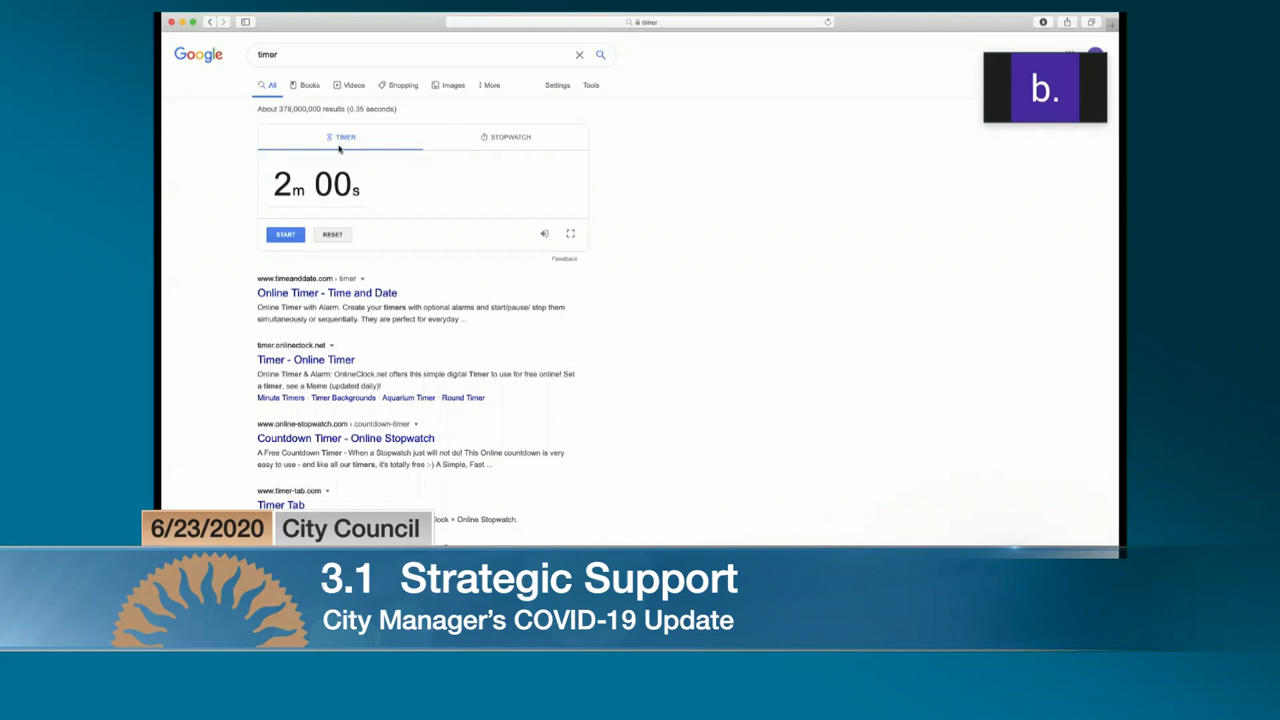 timer
Google
timer
All Books Videos Shopping Images More Settings Tools
About 378,000,000 results (0.35 seconds)
TIMER STOPWATCH
b.
2m 00s
START RESET
Feedback
www.timeanddate.com › timer
Online Timer - Time and Date
Online Timer with Alarm. Create your timers with optional alarms and start/pause/ stop them
simultaneously or sequentially. They are perfect for everyday ...
timer.onlineclock.net
Timer - Online Timer
Online Timer & Alarm: OnlineClock.net offers this simple digital Timer to use for free online! Set
a timer, see a Meme (updated daily)!
Minute Timers · Timer Backgrounds · Aquarium Timer · Round Timer
www.online-stopwatch.com › countdown-timer
Countdown Timer - Online Stopwatch
A Free Countdown Timer - When a Stopwatch just will not do! This Online countdown is very
easy to use - and like all our timers, it's totally free :-) A Simple, Fast ...
www.timer-tab.com
Timer Tab
lock + Online Stopwatch.
6/23/2020 City Council
3.1 Strategic Support
City Manager's COVID-19 Update